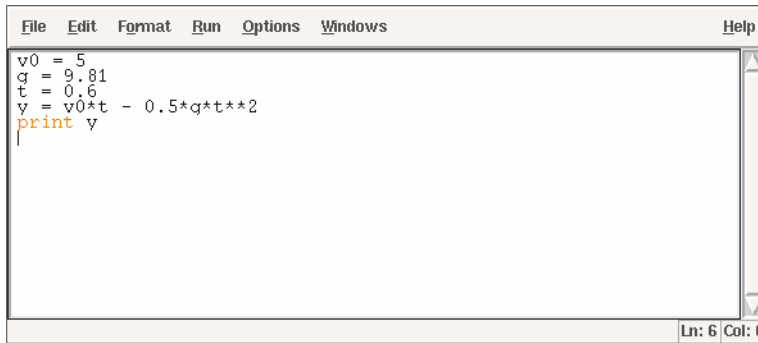 File Edit Format Run Options Windows Help
v0 = 5
g = 9.81
t = 0.6
y = v0*t - 0.5*g*t**2
print y
Ln: 6 Col: